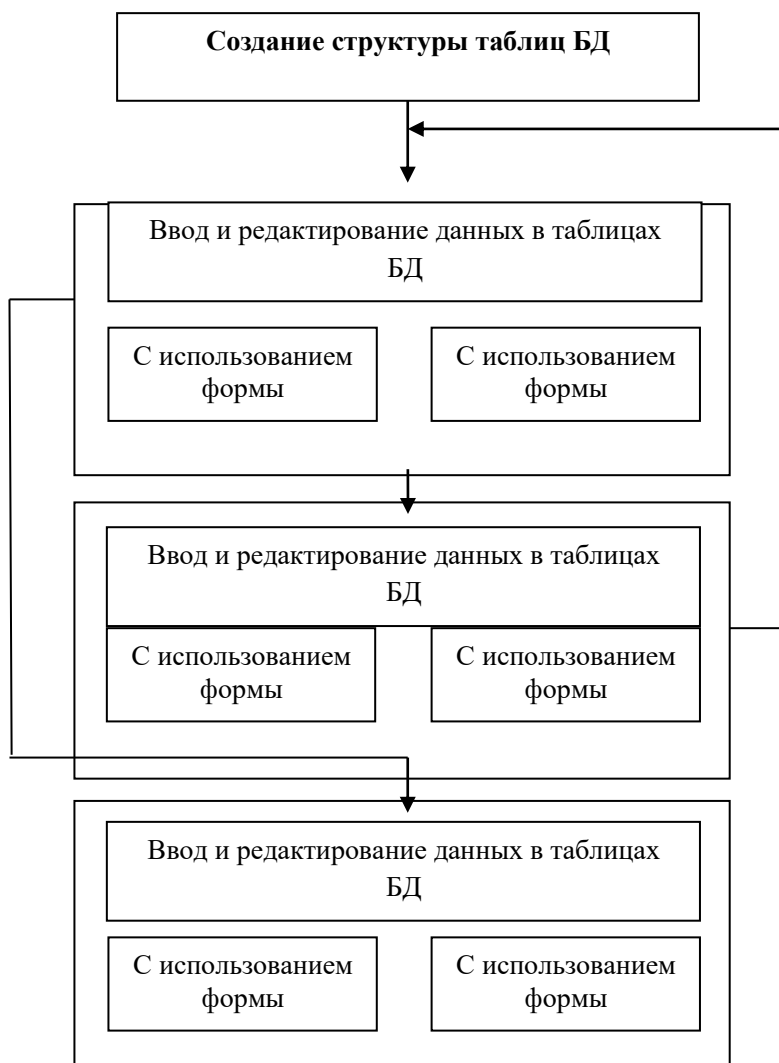 Создание структуры таблиц БД
Ввод и редактирование данных в таблицах
БД
С использованием
формы
С использованием
формы
Ввод и редактирование данных в таблицах
БД
С использованием
формы
С использованием
формы
Ввод и редактирование данных в таблицах
БД
С использованием
формы
С использованием
формы